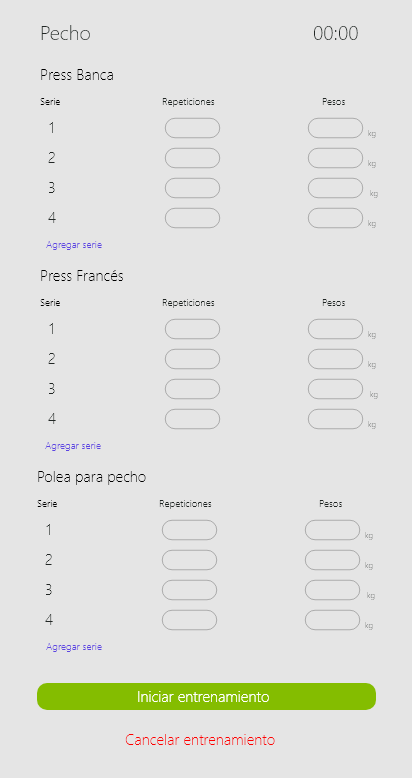 Pecho 00:00
Press Banca
Serie Repeticiones Pesos
1 kg
2 kg
3 kg
4 kg
Agregar serie
Press Francés
Serie Repeticiones Pesos
1 kg
2 kg
3 kg
4 kg
Agregar serie
Polea para pecho
Serie Repeticiones Pesos
1 kg
2 kg
3 kg
4 kg
Agregar serie
Iniciar entrenamiento
Cancelar entrenamiento